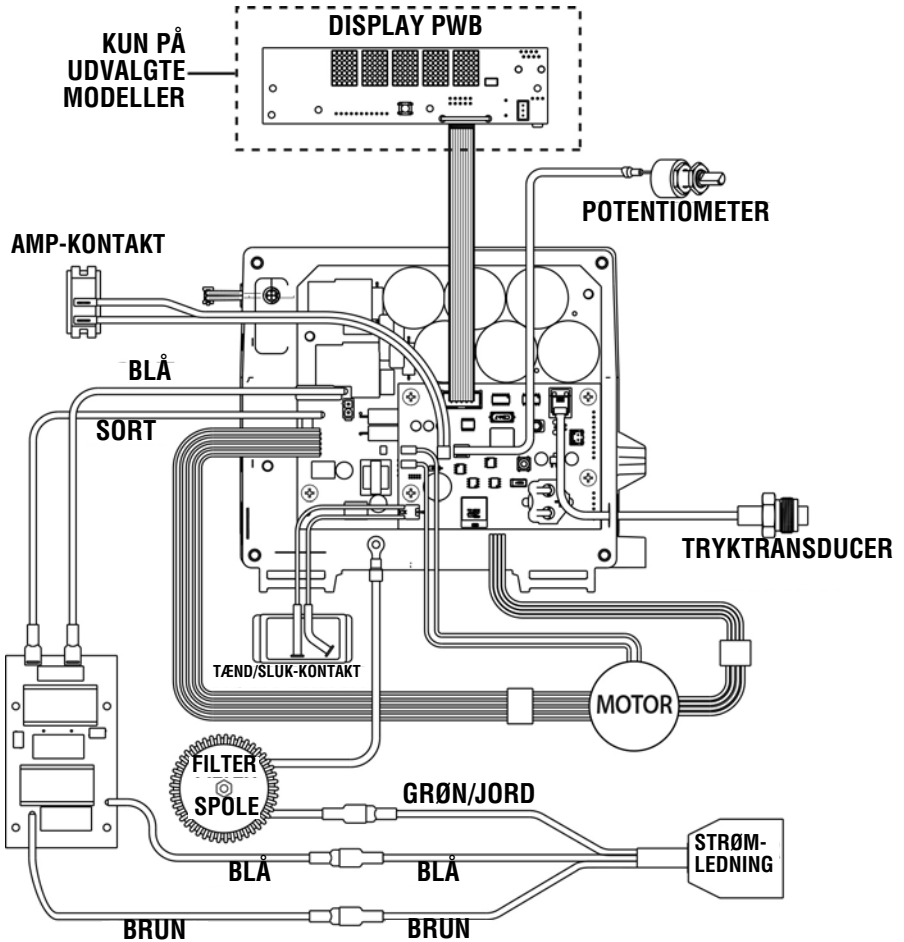 DISPLAY PWB
KUN PÅ
UDVALGTE
MODELLER
POTENTIOMETER
AMP-KONTAKT
BLÅ
SORT
TRYKTRANSDUCER
TÆND/SLUK-KONTAKT
MOTOR
FILTER
SPOLE
GRØN/JORD
STRØM-
LEDNING
BLÅ
BLÅ
BRUN
BRUN